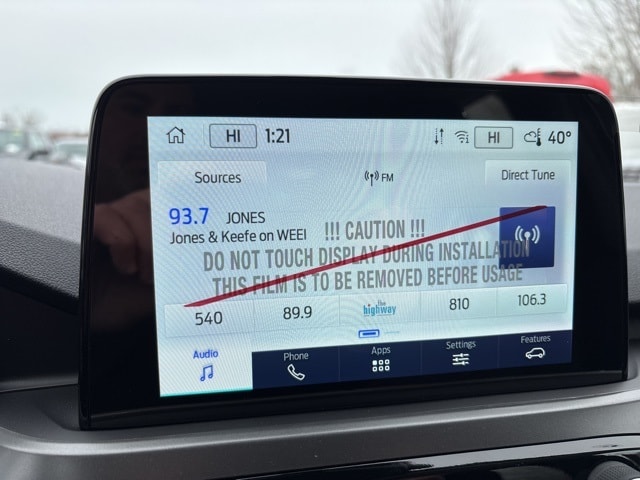 HI 1:21 HI 40°
Sources FM Direct Tune
93.7 JONES
Jones & Keefe on WEEI
!!! CAUTION !!!
DO NOT TOUCH DISPLAY DURING INSTALLATION
THIS FILM IS TO BE REMOVED BEFORE USAGE
540 89.9 the highway 810 106.3
Audio Phone Apps Settings Features